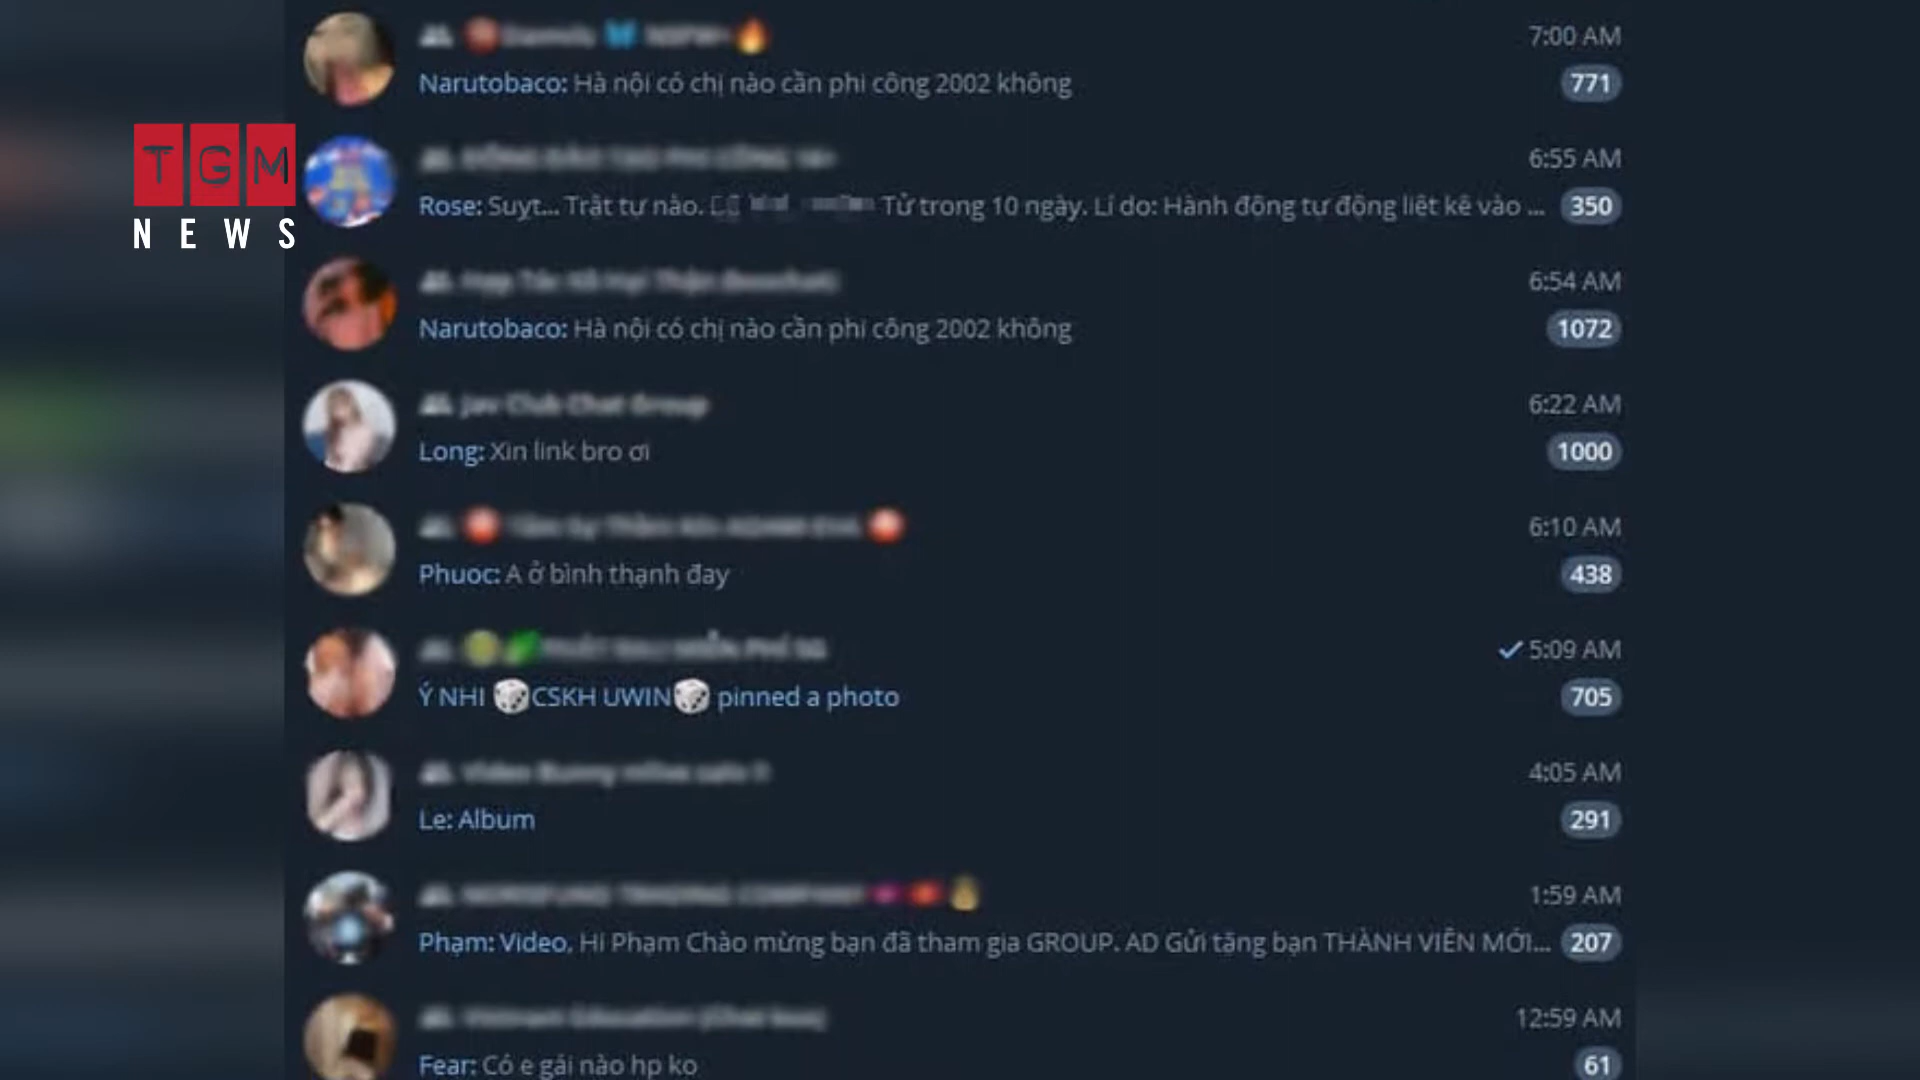 7:00 AM
Narutobaco: Hà nội có chị nào cần phi công 2002 không
771
TGM
NEWS
6:55 AM
Rose: Suyt... Trật tự nào. Tử trong 10 ngày. Lí do: Hành động tự động liệt kê vào ...
350
6:54 AM
Narutobaco: Hà nội có chị nào cần phi công 2002 không
1072
Jav Club Chat Group
6:22 AM
Long: Xin link bro ơi
1000
6:10 AM
Phuoc: A ở bình thạnh đay
438
5:09 AM
Ý NHI 🎲CSKH UWIN🎲 pinned a photo
705
4:05 AM
Le: Album
291
1:59 AM
Phạm: Video, Hi Phạm Chào mừng bạn đã tham gia GROUP. AD Gửi tặng bạn THÀNH VIÊN MỚI...
207
12:59 AM
Fear: Có e gái nào hp ko
61